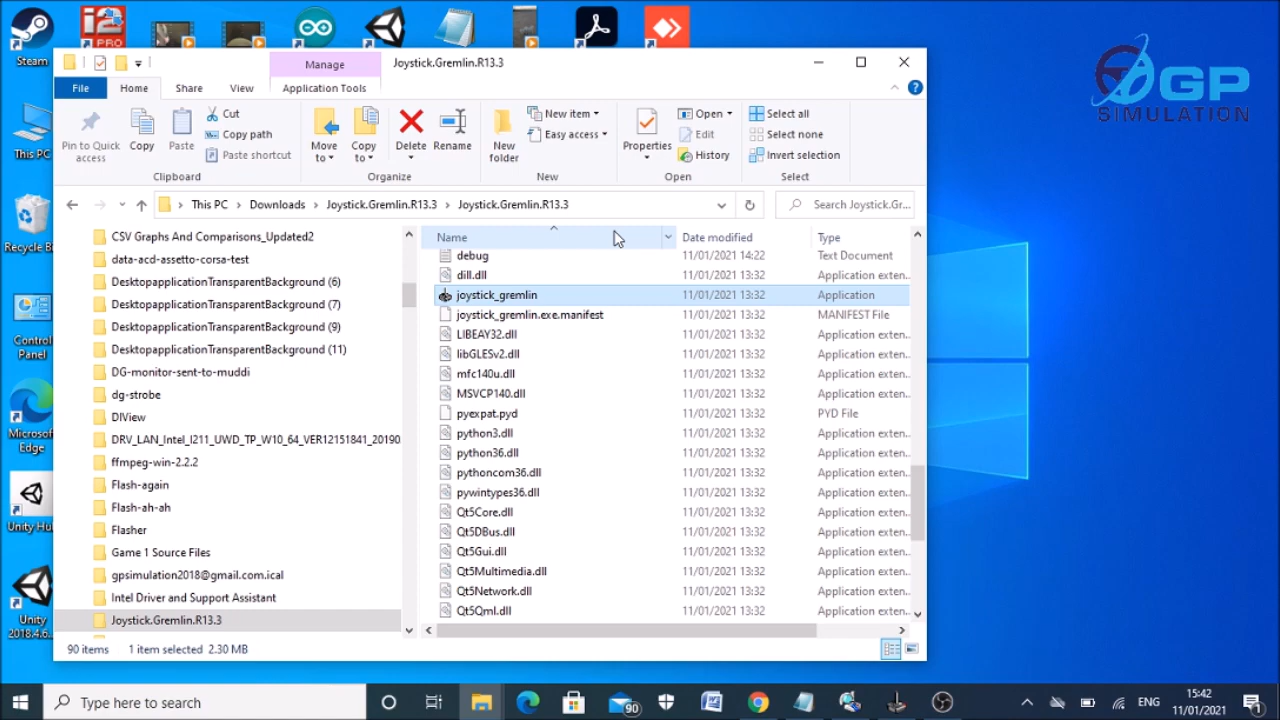 Steam
This PC
Recycle Bi
Control
Panel
Microsoft
Edge
Unity Hub
Unity
2018.4.6...
PRO
GP
SIMULATION
Manage
Joystick.Gremlin.R13.3
File
Home
Share
View
Application Tools
Pin to Quick
access
Copy
Paste
Cut
Copy path
Paste shortcut
Clipboard
Move
to
Copy
to
Delete
Rename
Organize
New
folder
New item
Easy access
New
Properties
Open
Edit
History
Open
Select all
Select none
Invert selection
Select
This PC > Downloads > Joystick.Gremlin.R13.3 > Joystick.Gremlin.R13.3
Search Joystick.Gr...
CSV Graphs And Comparisons_Updated2
data-acd-assetto-corsa-test
DesktopapplicationTransparentBackground (6)
DesktopapplicationTransparentBackground (7)
DesktopapplicationTransparentBackground (9)
DesktopapplicationTransparentBackground (11)
DG-monitor-sent-to-muddi
dg-strobe
DIView
DRV_LAN_Intel_I211_UWD_TP_W10_64_VER12151841_20190
ffmpeg-win-2.2.2
Flash-again
Flash-ah-ah
Flasher
Game 1 Source Files
gpsimulation2018@gmail.com.ical
Intel Driver and Support Assistant
Joystick.Gremlin.R13.3
Name Date modified Type
debug 11/01/2021 14:22 Text Document
dill.dll 11/01/2021 13:32 Application exten...
joystick_gremlin 11/01/2021 13:32 Application
joystick_gremlin.exe.manifest 11/01/2021 13:32 MANIFEST File
LIBEAY32.dll 11/01/2021 13:32 Application exten...
libGLESv2.dll 11/01/2021 13:32 Application exten...
mfc140u.dll 11/01/2021 13:32 Application exten...
MSVCP140.dll 11/01/2021 13:32 Application exten...
pyexpat.pyd 11/01/2021 13:32 PYD File
python3.dll 11/01/2021 13:32 Application exten...
python36.dll 11/01/2021 13:32 Application exten...
pythoncom36.dll 11/01/2021 13:32 Application exten...
pywintypes36.dll 11/01/2021 13:32 Application exten...
Qt5Core.dll 11/01/2021 13:32 Application exten...
Qt5DBus.dll 11/01/2021 13:32 Application exten...
Qt5Gui.dll 11/01/2021 13:32 Application exten...
Qt5Multimedia.dll 11/01/2021 13:32 Application exten...
Qt5Network.dll 11/01/2021 13:32 Application exten...
Qt5Qml.dll 11/01/2021 13:32 Application exten...
90 items 1 item selected 2.30 MB
Type here to search
90
ENG
15:42
11/01/2021
1